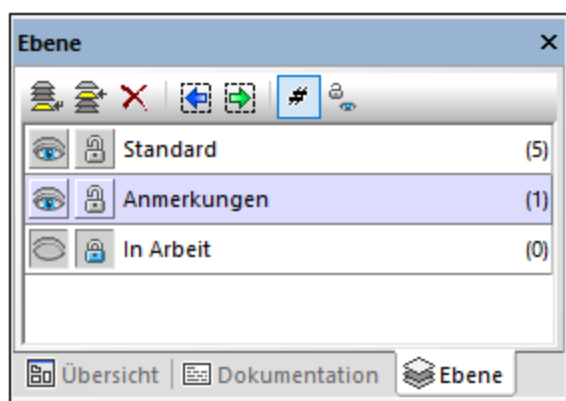 Ebene
#
Standard (5)
Anmerkungen (1)
In Arbeit (0)
Übersicht Dokumentation Ebene